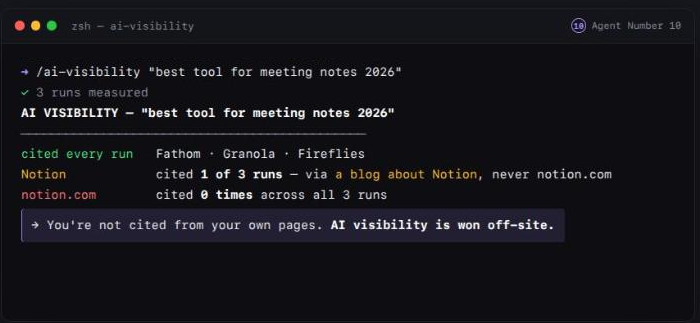 zsh — ai-visibility
10 Agent Number 10
→ /ai-visibility "best tool for meeting notes 2026"
✓ 3 runs measured
AI VISIBILITY — "best tool for meeting notes 2026"
cited every run Fathom · Granola · Fireflies
Notion cited 1 of 3 runs — via a blog about Notion, never notion.com
notion.com cited 0 times across all 3 runs
→ You're not cited from your own pages. AI visibility is won off-site.